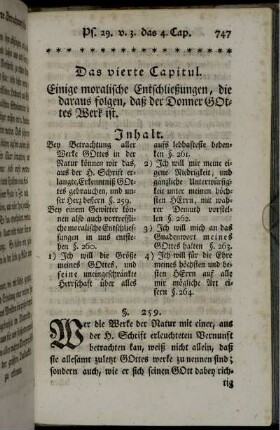 Ps. 29. v. 3. das 4. Cap. 747
Das vierte Capitul.
Einige moralische Entschließungen, die
daraus folgen, daß der Donner GOt-
tes Werk ist.
Inhalt.
Bey Betrachtung aller
Werke GOttes in der
Natur können wir das,
aus der H. Schrift er-
langte, Erkenntniß GOt-
tes gebrauchen, und un-
ser Herz bessern §. 259.
Bey einem Gewitter kön-
nen also auch vortreffli-
che moralische Entschlies-
sungen in uns entste-
hen §. 260.
1) Ich will die Größe
meines GOttes, und
seine uneingeschränkte
Herrschaft über alles
aufs lebhafteste beden-
ken §. 261.
2) Ich will mir meine ei-
gene Niedrigkeit, und
gänzliche Unterwürfig-
keit unter meinen höch-
sten HErrn, mit wah-
rer Demuth vorstel-
len §. 262.
3) Ich will mich an das
Gnadenwort meines
GOttes halten §. 263.
4) Ich will für die Ehre
meines höchsten und be-
sten HErrn auf alle
mir mögliche Art eifern
§. 264.
§. 259.
Wer die Werke der Natur mit einer, aus
der H. Schrift erleuchteten Vernunft
betrachten kan, weiß nicht allein, daß
sie allesamt zuletzt GOttes werke zu nennen sind;
sondern auch, wie er sich seinen GOtt dabey rich-
tig